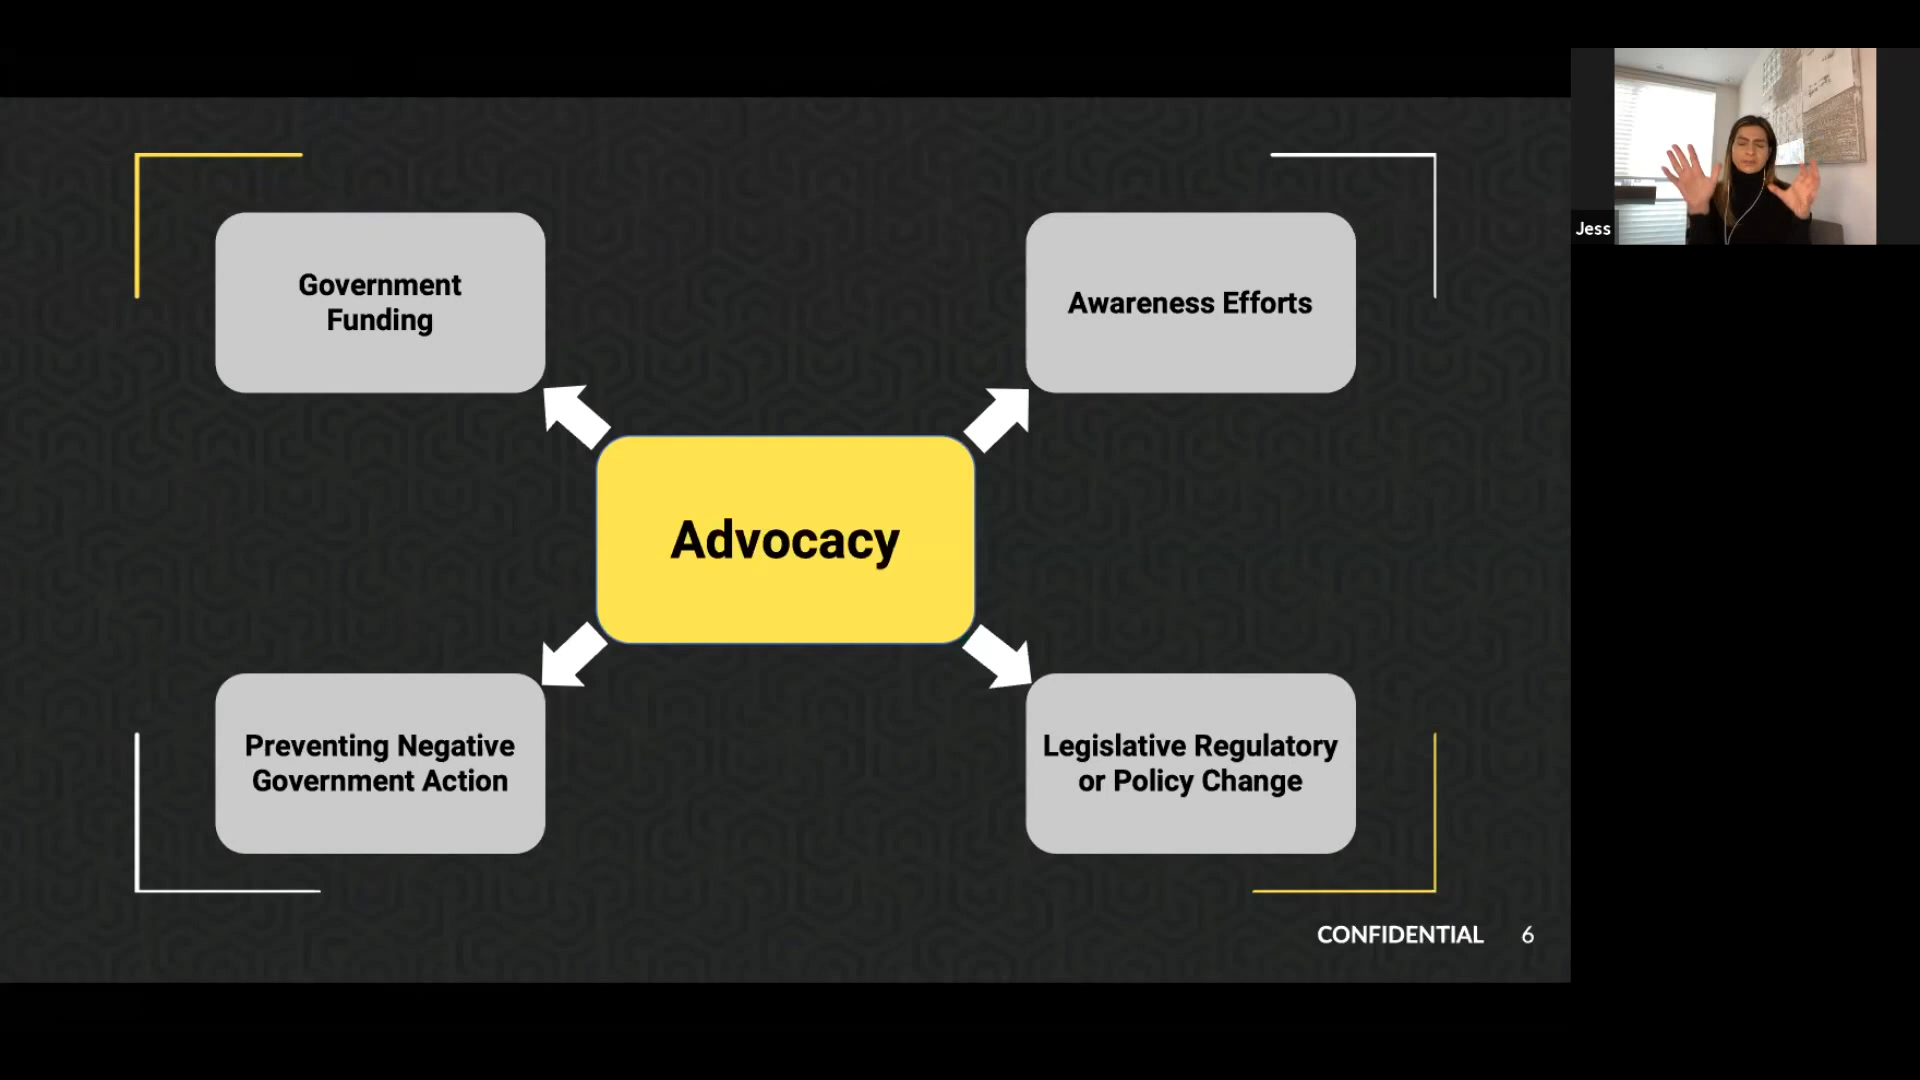 Government
Funding
Awareness Efforts
Jess
Advocacy
Preventing Negative
Government Action
Legislative Regulatory
or Policy Change
CONFIDENTIAL 6